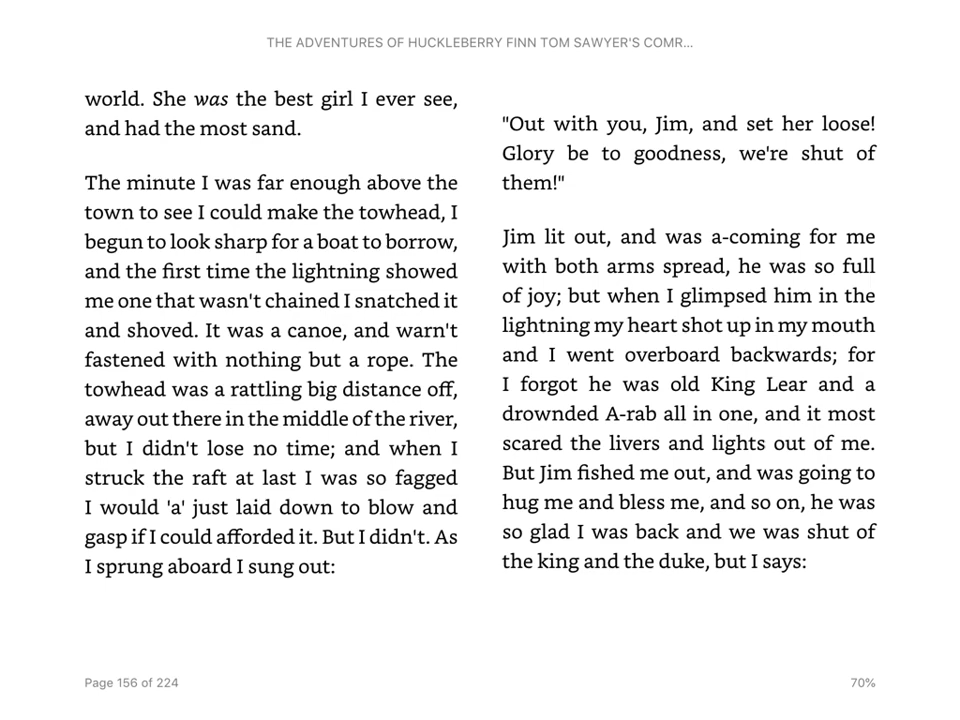 THE ADVENTURES OF HUCKLEBERRY FINN TOM SAWYER'S COMR...
world. She was the best girl I ever see,
and had the most sand.
The minute I was far enough above the
town to see I could make the towhead, I
begun to look sharp for a boat to borrow,
and the first time the lightning showed
me one that wasn't chained I snatched it
and shoved. It was a canoe, and warn't
fastened with nothing but a rope. The
towhead was a rattling big distance off,
away out there in the middle of the river,
but I didn't lose no time; and when I
struck the raft at last I was so fagged
I would 'a' just laid down to blow and
gasp if I could afforded it. But I didn't. As
I sprung aboard I sung out:
"Out with you, Jim, and set her loose!
Glory be to goodness, we're shut of
them!"
Jim lit out, and was a-coming for me
with both arms spread, he was so full
of joy; but when I glimpsed him in the
lightning my heart shot up in my mouth
and I went overboard backwards; for
I forgot he was old King Lear and a
drownded A-rab all in one, and it most
scared the livers and lights out of me.
But Jim fished me out, and was going to
hug me and bless me, and so on, he was
so glad I was back and we was shut of
the king and the duke, but I says:
Page 156 of 224
70%